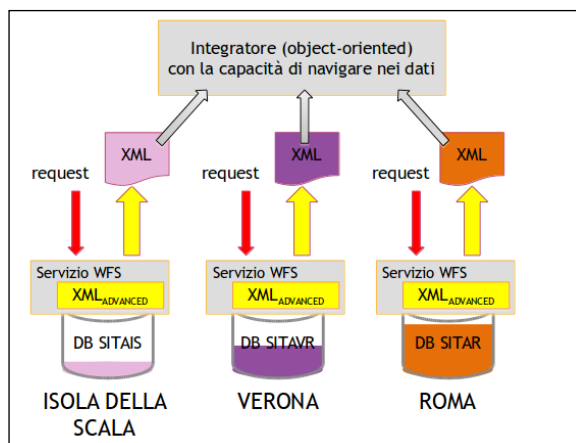 Integratore (object-oriented)
con la capacità di navigare nei dati
XML
XML
XML
request
request
request
Servizio WFS
Servizio WFS
Servizio WFS
XMLADVANCED
XMLADVANCED
XMLADVANCED
DB SITAIS
DB SITAVR
DB SITAR
ISOLA DELLA
SCALA
VERONA
ROMA